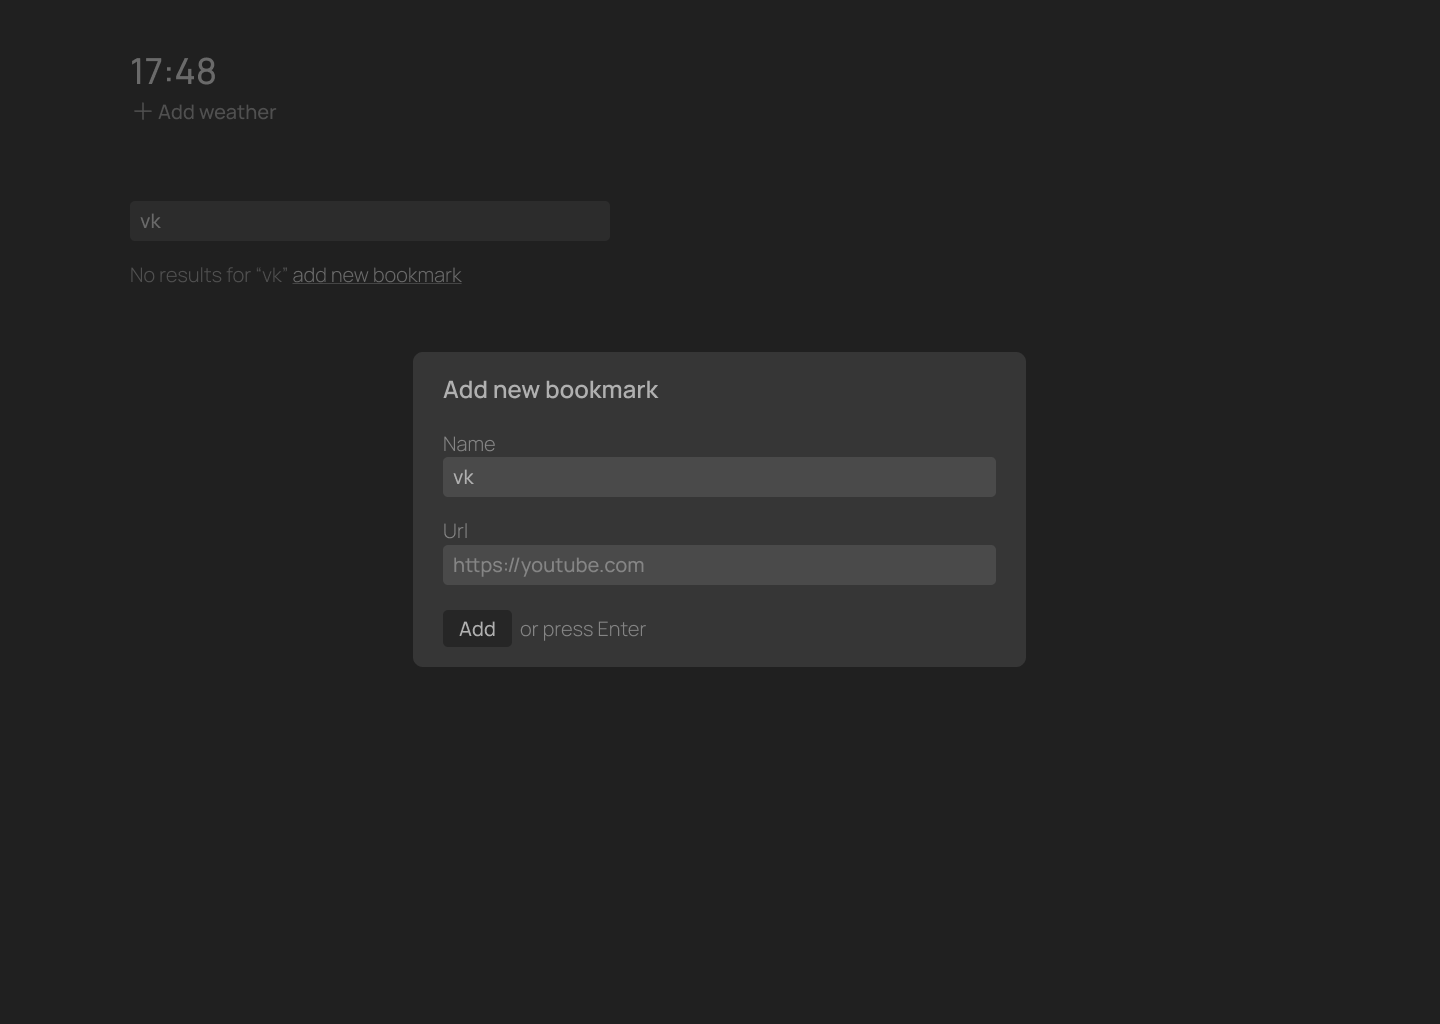 17:48
Add weather
vk
No results for “vk” add new bookmark
Add new bookmark
Name
vk
Url
https://youtube.com
Add or press Enter